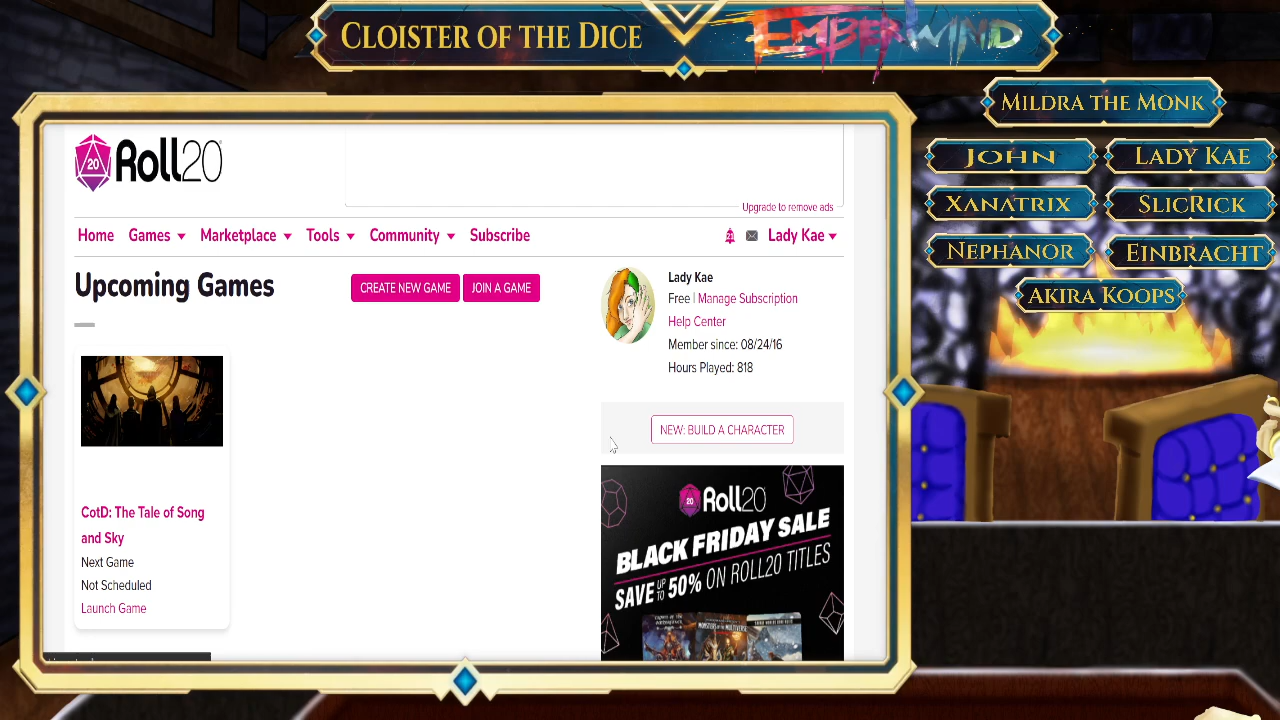 CLOISTER OF THE DICE
EMBERWIND
MILDRA THE MONK
JOHN
LADY KAE
XANATRIX
SLICRICK
NEPHANOR
EINBRACHT
AKIRA KOOPS
20 Roll20
Upgrade to remove ads
Home Games Marketplace Tools Community Subscribe Lady Kae
Upcoming Games
CREATE NEW GAME JOIN A GAME
CotD: The Tale of Song
and Sky
Next Game
Not Scheduled
Launch Game
Lady Kae
Free | Manage Subscription
Help Center
Member since: 08/24/16
Hours Played: 818
NEW: BUILD A CHARACTER
20 Roll20
BLACK FRIDAY SALE
SAVE UP TO 50% ON ROLL20 TITLES